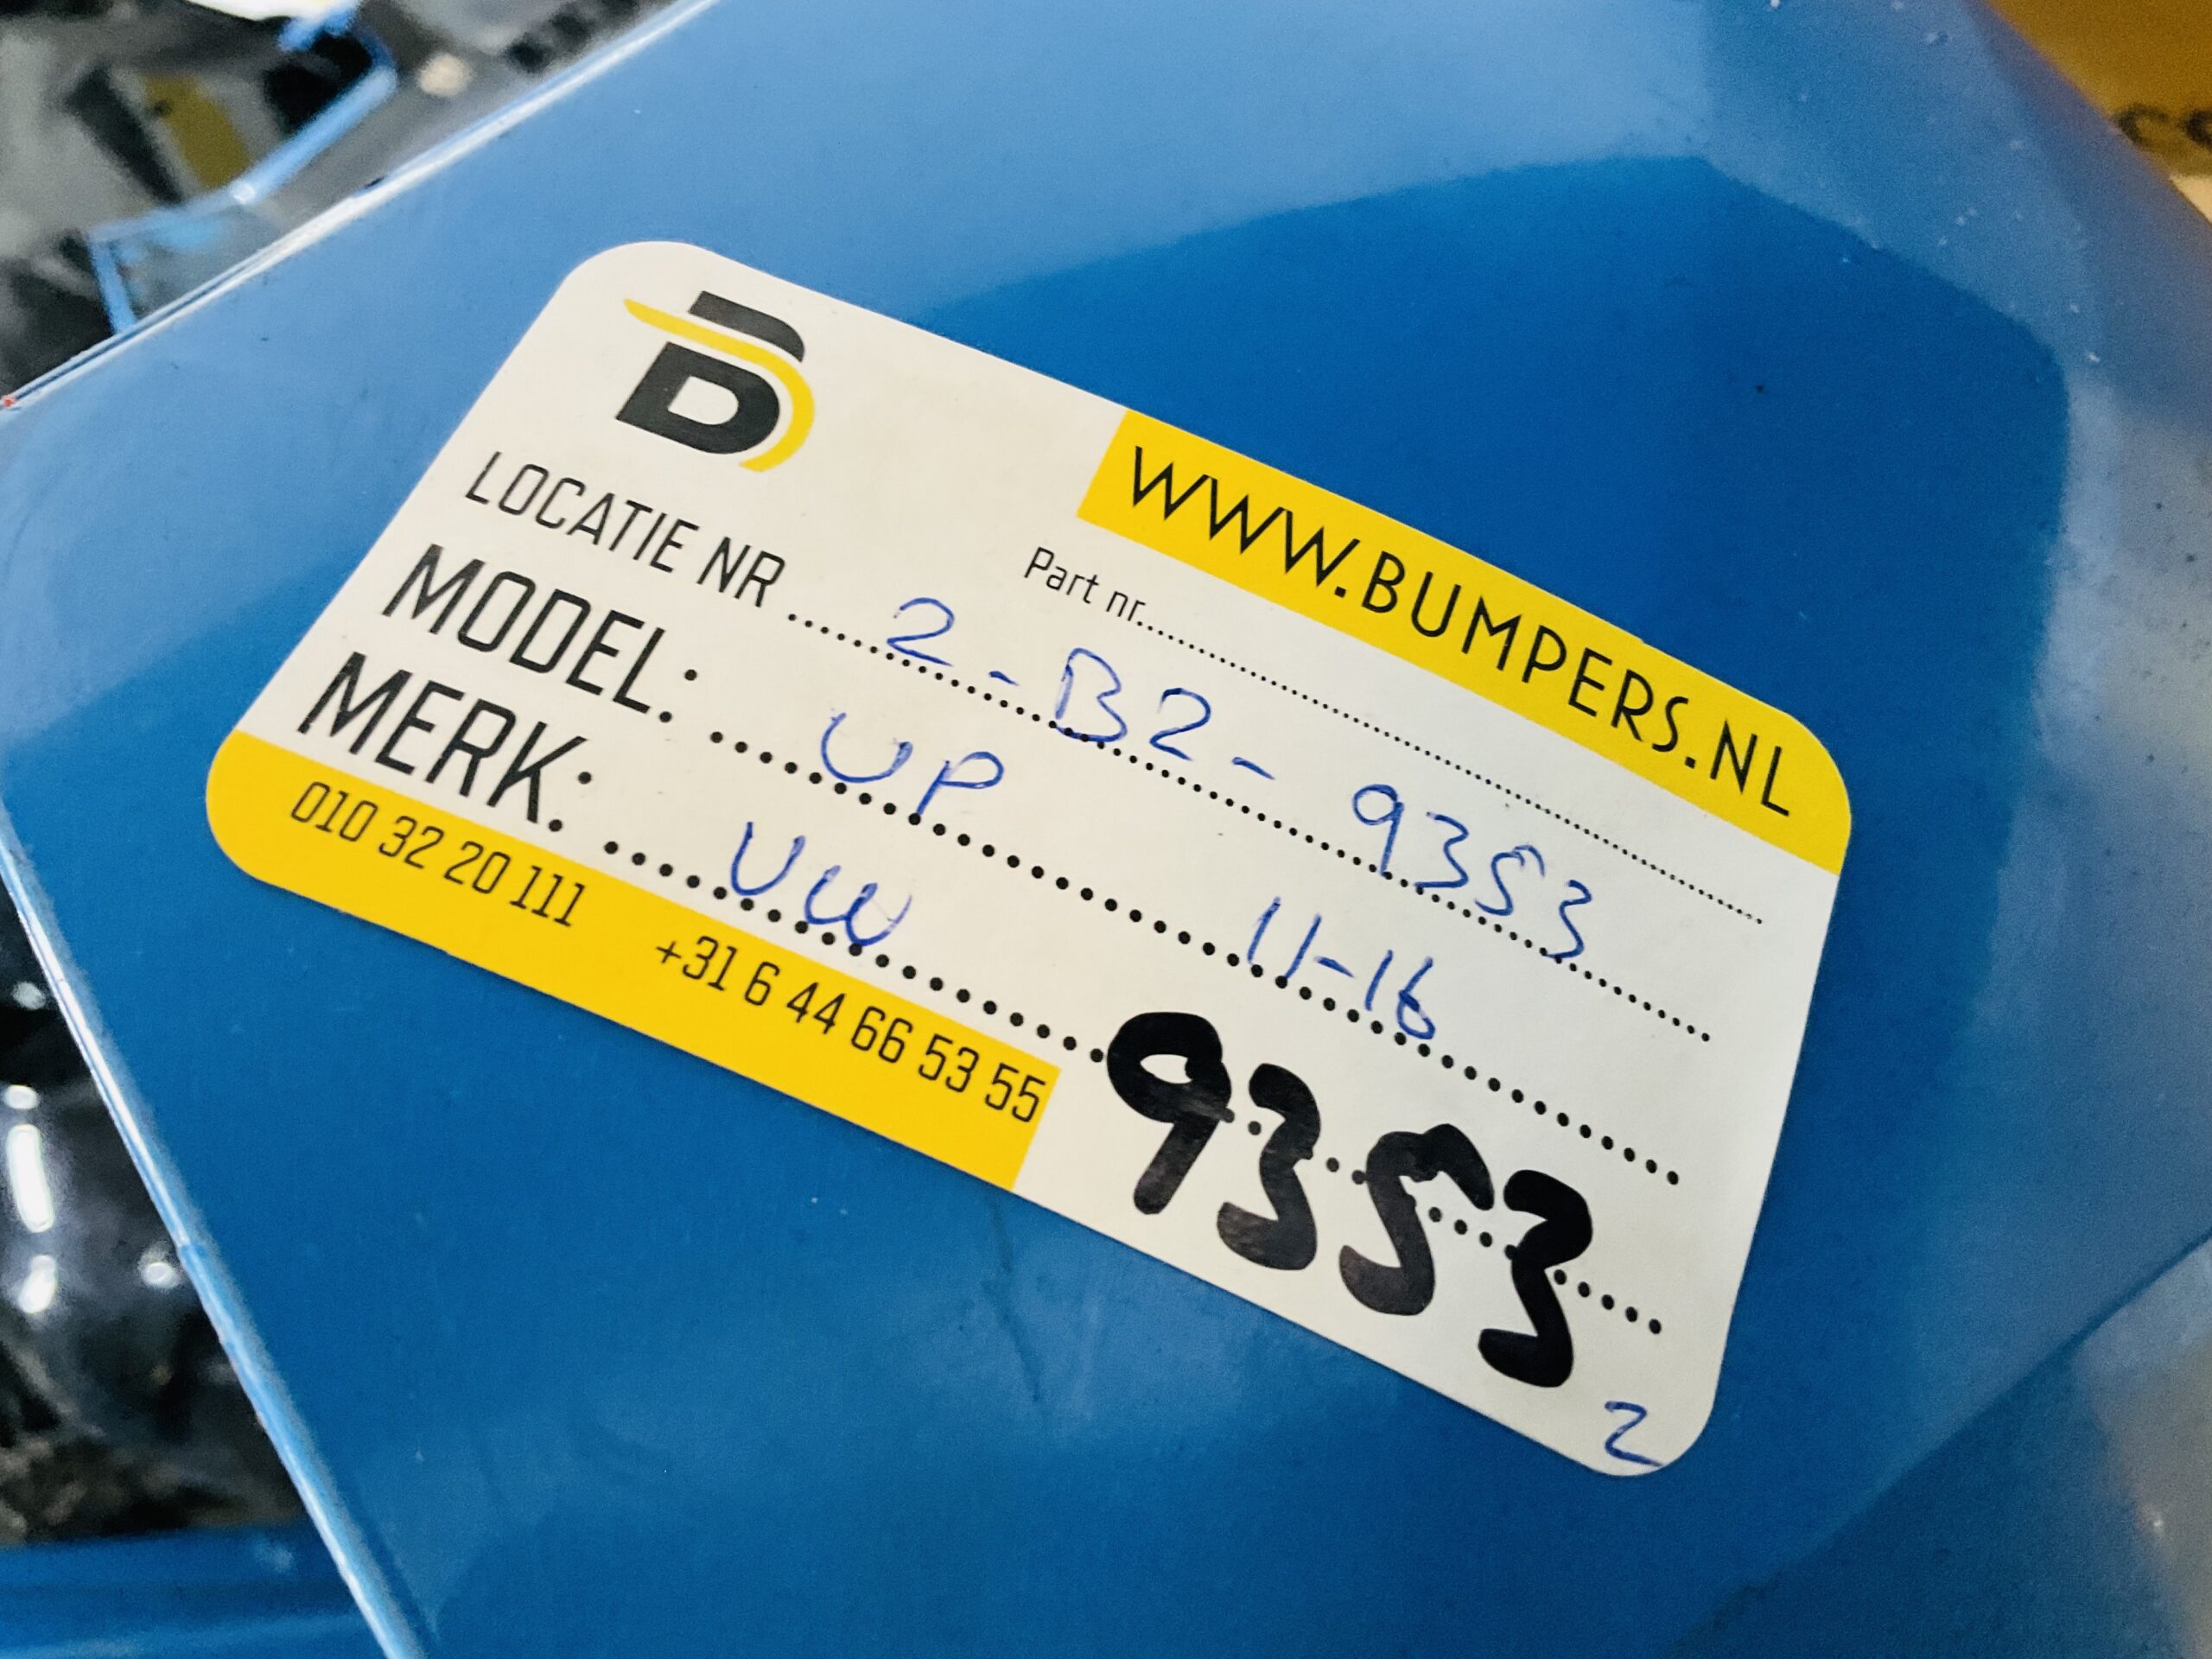 B
WWW.BUMPERS.NL
Part nr...........................
LOCATIE NR ..... 2-B2-9353
MODEL: ..... UP 11-16
MERK: ..... VW
9353
010 32 20 111 +31 6 44 66 53 55
2